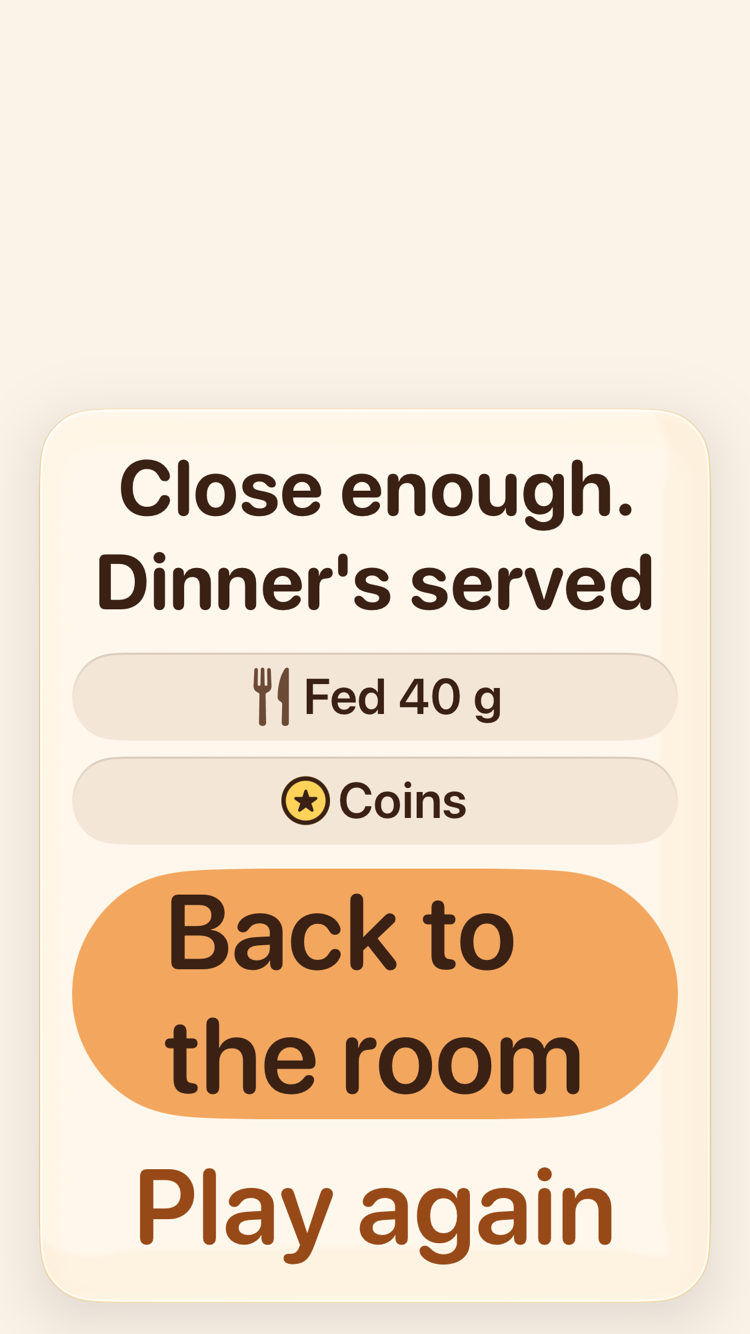 Close enough.
Dinner's served
Fed 40 g
Coins
Back to
the room
Play again